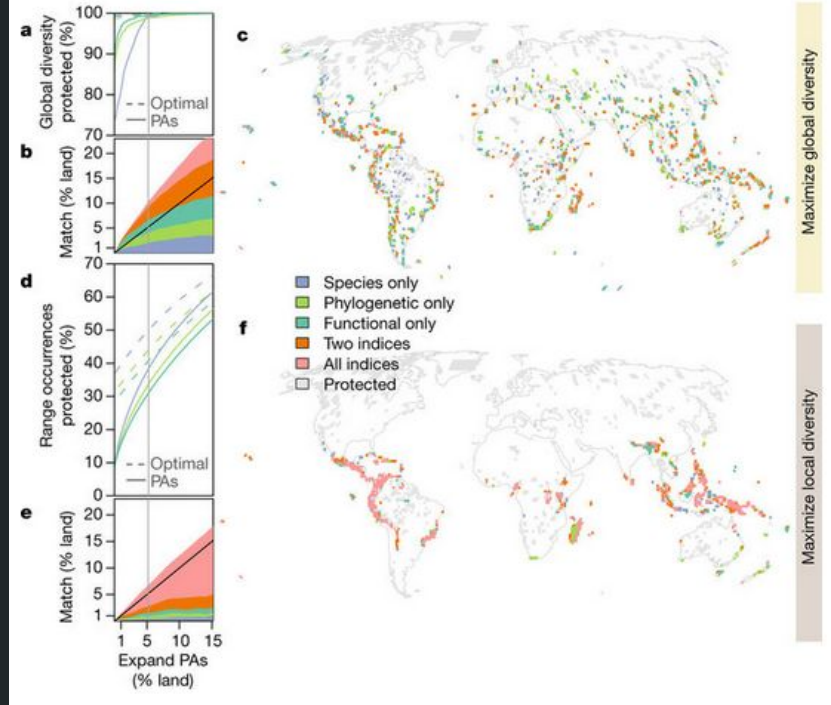 a
Global diversity
protected (%)
100
90
80
70
Optimal
PAs
b
Match (% land)
20
15
10
5
1
c
Maximize global diversity
d
Range occurrences
protected (%)
70
60
50
40
30
20
10
0
Optimal
PAs
Species only
Phylogenetic only
Functional only
Two indices
All indices
Protected
e
Match (% land)
20
15
10
5
1
1 5 10 15
Expand PAs
(% land)
f
Maximize local diversity